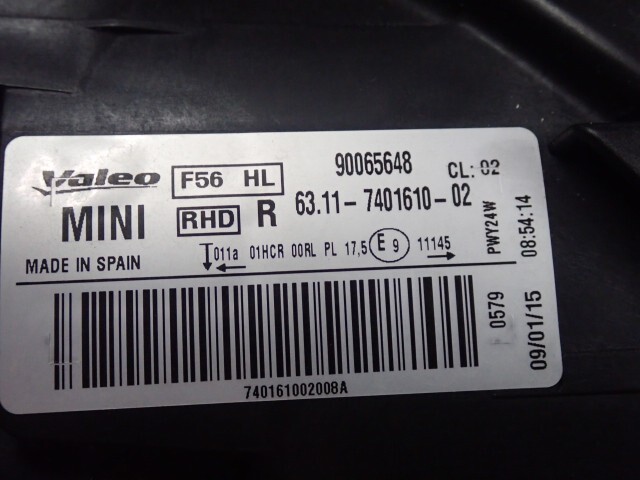 Valeo F56 HL 90065648 CL: 02
MINI RHD R 63.11-7401610-02
011a 01HCR 00RL PL 17,5 E 9 11145
MADE IN SPAIN
PWY24W
08:54:14
0579
09/01/15
740161002008A